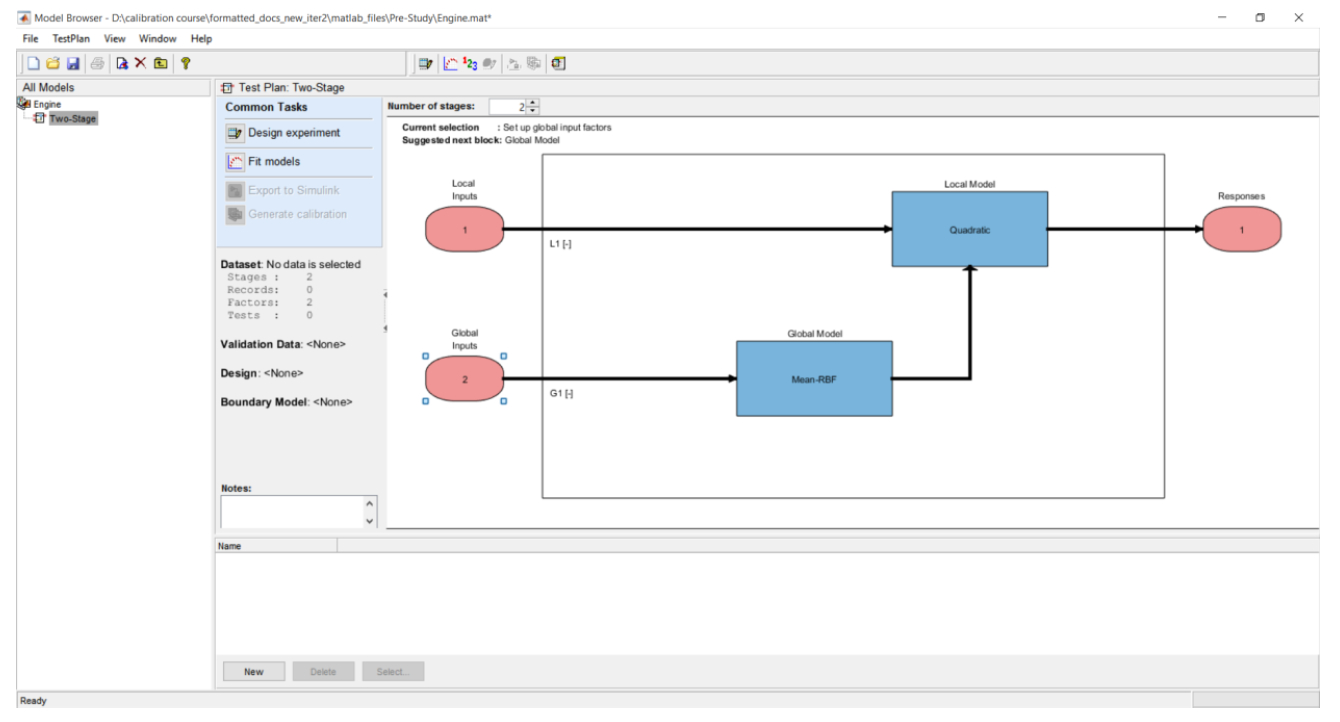 Model Browser - D:\calibration course\formatted_docs_new_iter2\matlab_files\Pre-Study\Engine.mat*
File TestPlan View Window Help
All Models
Engine
Two-Stage
Test Plan: Two-Stage
Common Tasks
Design experiment
Fit models
Export to Simulink
Generate calibration
Dataset: No data is selected
Stages : 2
Records: 0
Factors: 2
Tests : 0
Validation Data: <None>
Design: <None>
Boundary Model: <None>
Notes:
Number of stages: 2
Current selection : Set up global input factors
Suggested next block: Global Model
Local
Inputs
1
L1 [-]
Local Model
Quadratic
Responses
1
Global
Inputs
2
G1 [-]
Global Model
Mean-RBF
Name
New Delete Select...
Ready